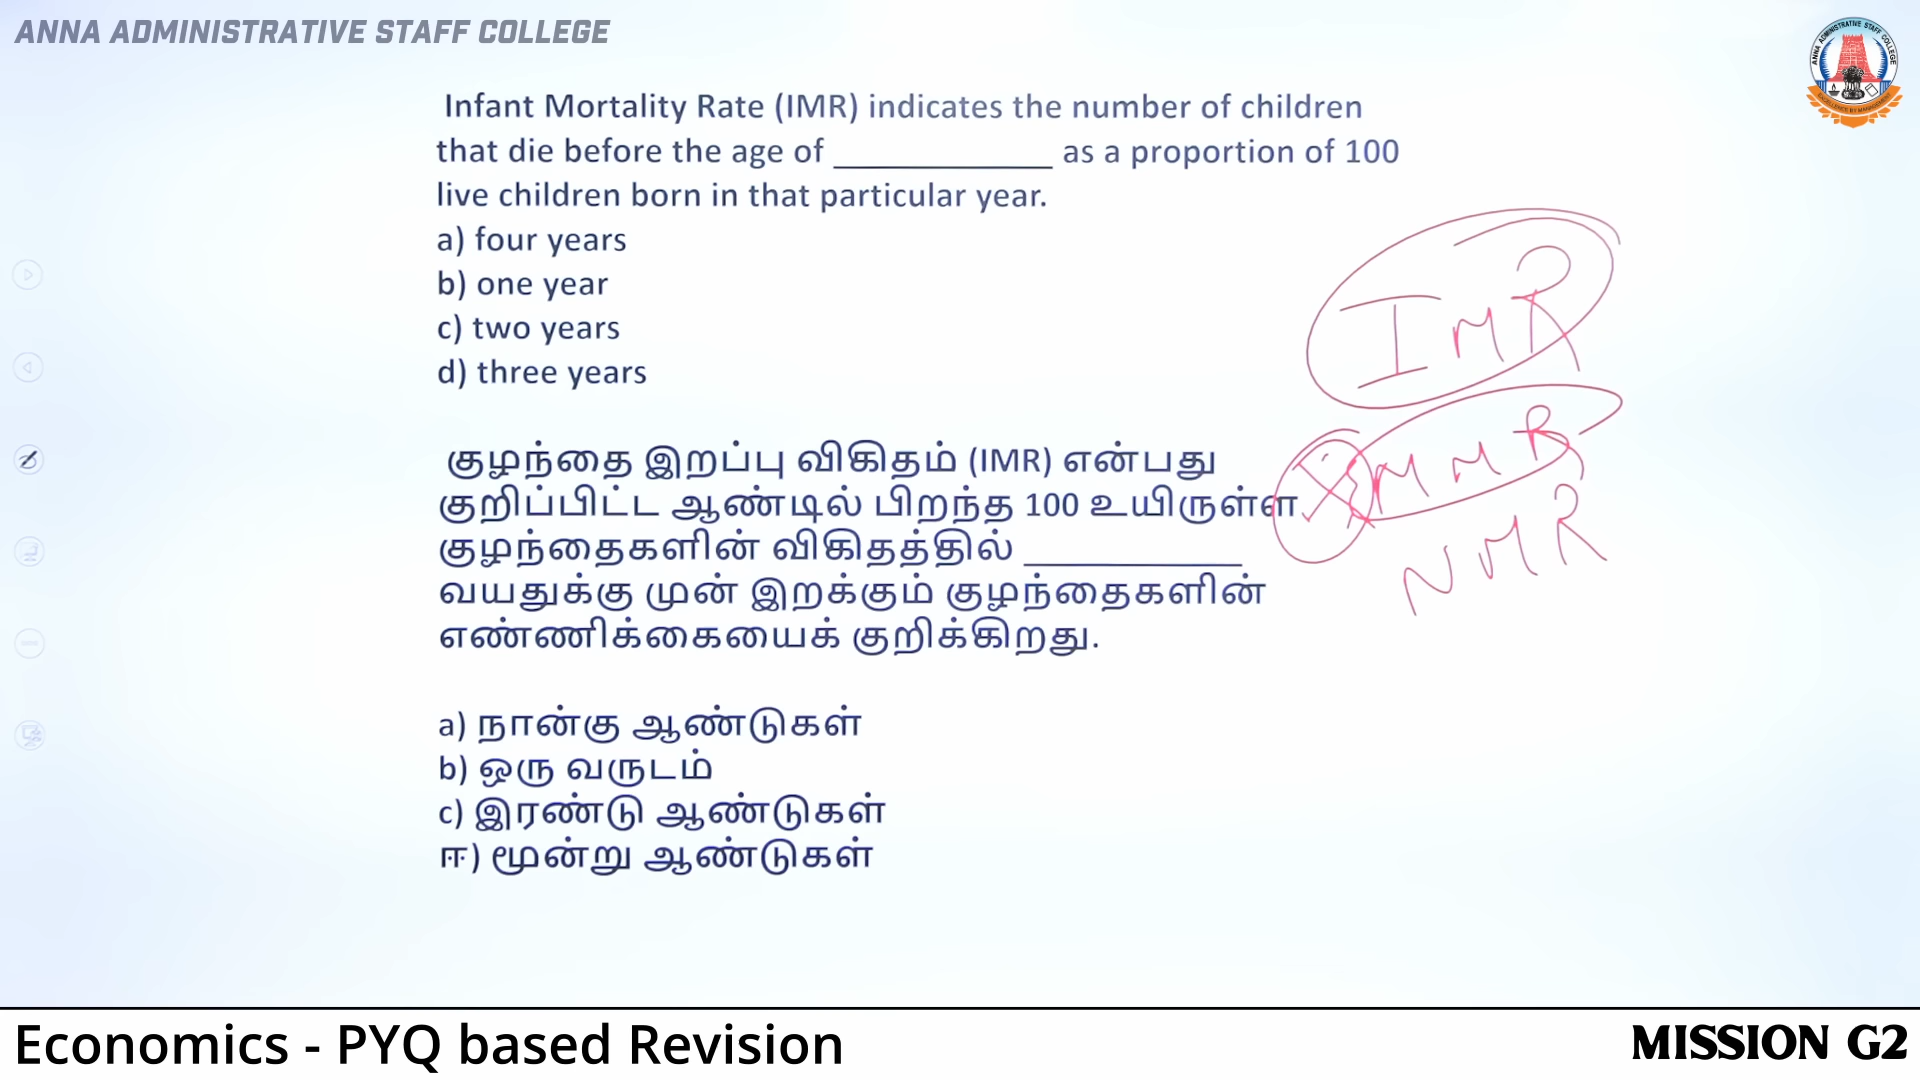 ANNA ADMINISTRATIVE STAFF COLLEGE
Infant Mortality Rate (IMR) indicates the number of children
that die before the age of ____________ as a proportion of 100
live children born in that particular year.
a) four years
b) one year
c) two years
d) three years
குழந்தை இறப்பு விகிதம் (IMR) என்பது
குறிப்பிட்ட ஆண்டில் பிறந்த 100 உயிருள்ள
குழந்தைகளின் விகிதத்தில் ____________
வயதுக்கு முன் இறக்கும் குழந்தைகளின்
எண்ணிக்கையைக் குறிக்கிறது.
a) நான்கு ஆண்டுகள்
b) ஒரு வருடம்
c) இரண்டு ஆண்டுகள்
ஈ) மூன்று ஆண்டுகள்
IMR
MMR
NMR
Economics - PYQ based Revision
MISSION G2